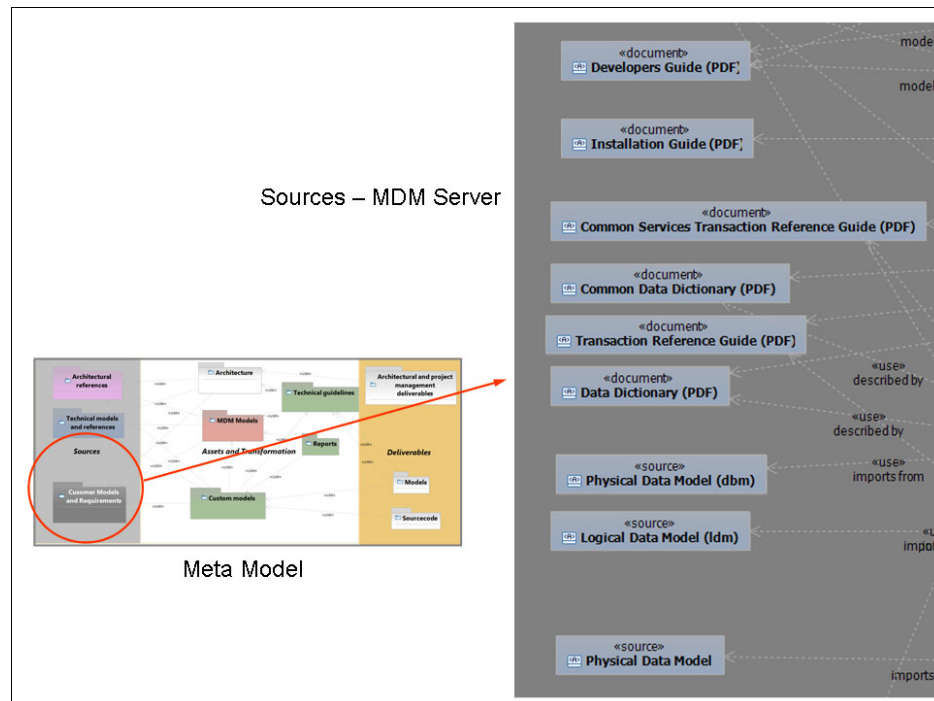 Sources – MDM Server
Meta Model
Architectural
references
Technical models
and references
Sources
Cusomer Models
and Requirements
Architecture
MDM Models
Assets and Transformation
Custom models
Technical guidelines
Reports
Architectural and project
management
deliverables
Deliverables
Models
Sourcecode
«document»
Developers Guide (PDF)
«document»
Installation Guide (PDF)
«document»
Common Services Transaction Reference Guide (PDF)
«document»
Common Data Dictionary (PDF)
«document»
Transaction Reference Guide (PDF)
«document»
Data Dictionary (PDF)
«source»
Physical Data Model (dbm)
«source»
Logical Data Model (ldm)
«source»
Physical Data Model
«use»
described by
«use»
described by
«use»
imports from
imports